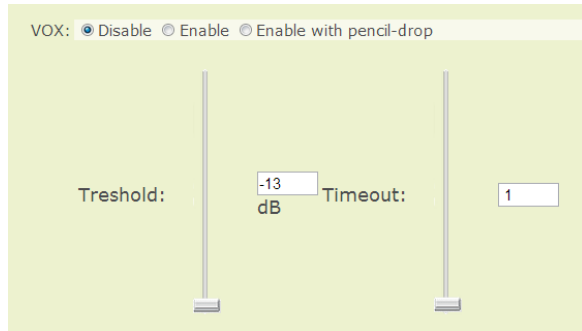 VOX: Disable Enable Enable with pencil-drop
Treshold: -13 dB Timeout: 1